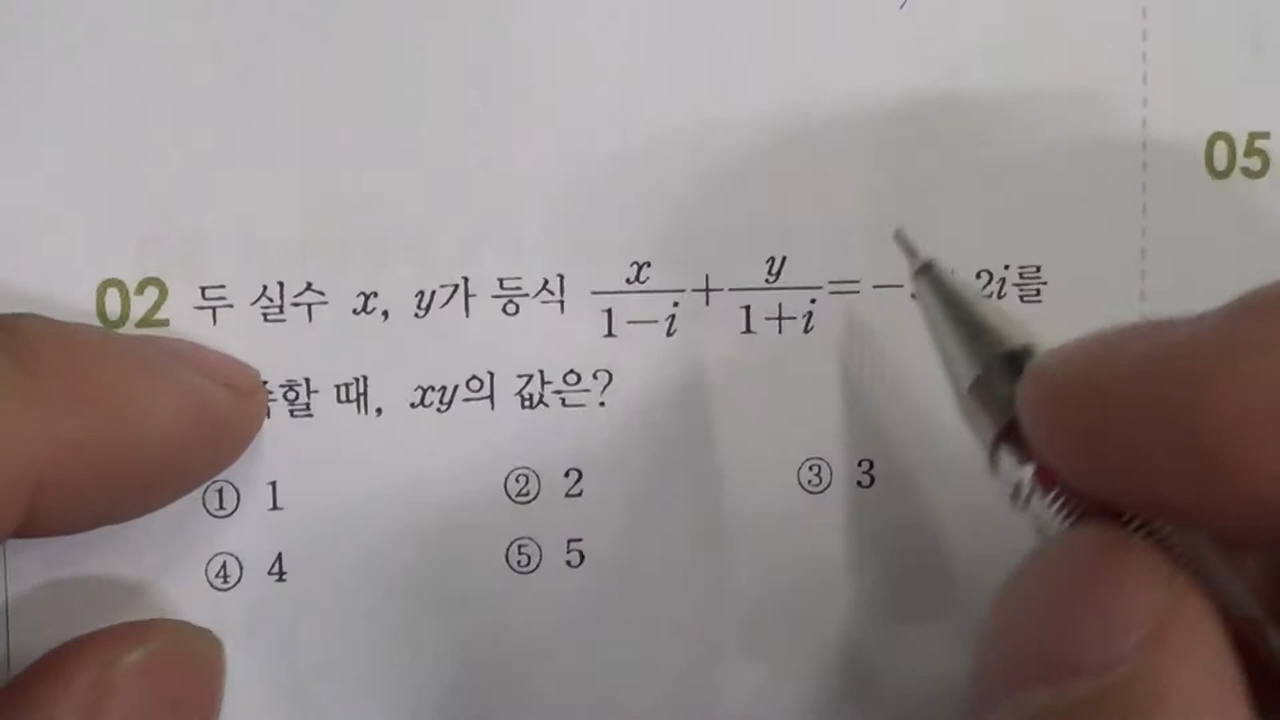 02 두 실수 x, y가 등식 x/(1-i) + y/(1+i) = - 2i를
할 때, xy의 값은?
① 1 ② 2 ③ 3
④ 4 ⑤ 5
05